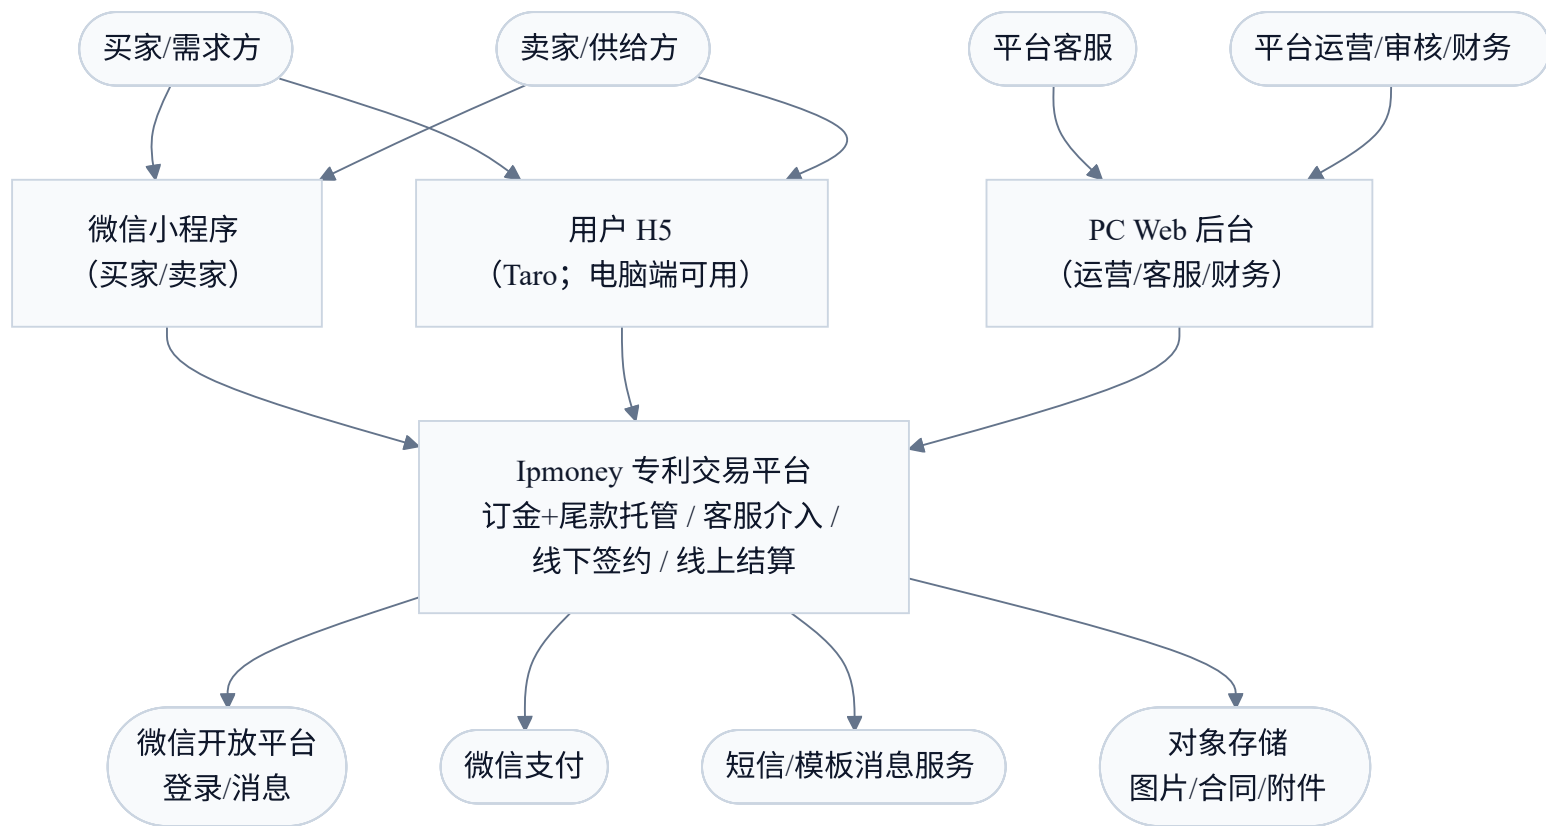 买家/需求方
卖家/供给方
平台客服
平台运营/审核/财务
微信小程序
（买家/卖家）
用户 H5
（Taro；电脑端可用）
PC Web 后台
（运营/客服/财务）
Ipmoney 专利交易平台
订金+尾款托管 / 客服介入 /
线下签约 / 线上结算
微信开放平台
登录/消息
微信支付
短信/模板消息服务
对象存储
图片/合同/附件